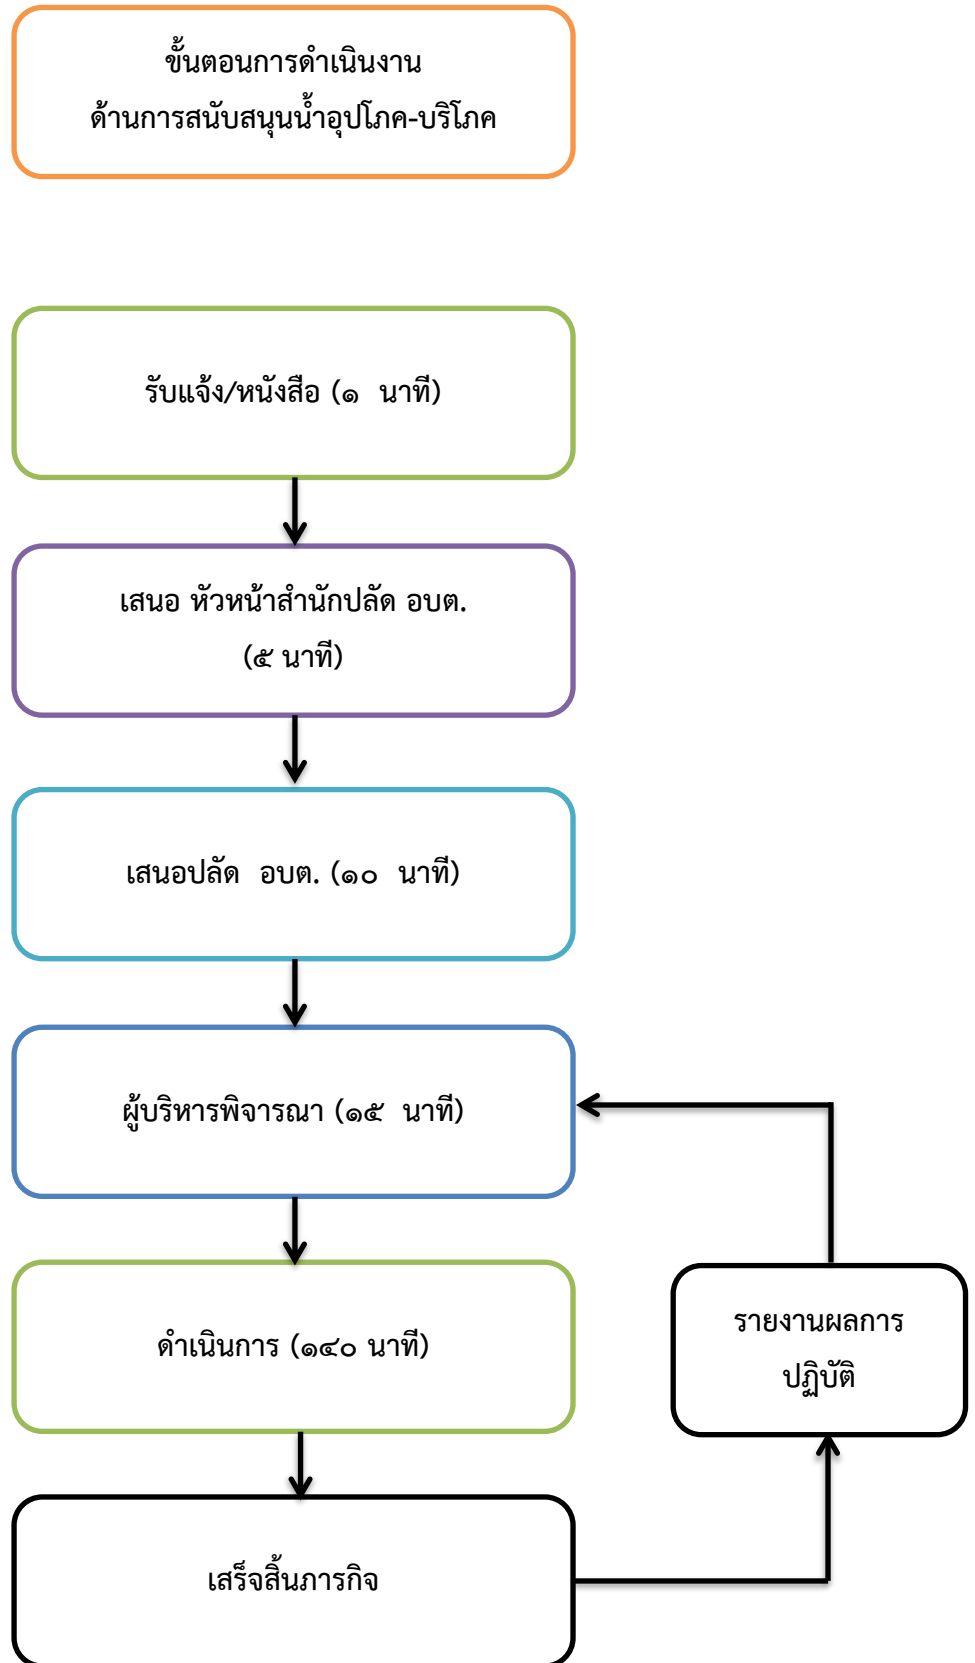 ขั้นตอนการดำเนินงาน
ด้านการสนับสนุนน้ำอุปโภค-บริโภค
รับแจ้ง/หนังสือ (๑ นาที)
เสนอ หัวหน้าสำนักปลัด อบต.
(๕ นาที)
เสนอปลัด อบต. (๑๐ นาที)
ผู้บริหารพิจารณา (๑๕ นาที)
ดำเนินการ (๑๔๐ นาที)
รายงานผลการ
ปฏิบัติ
เสร็จสิ้นภารกิจ